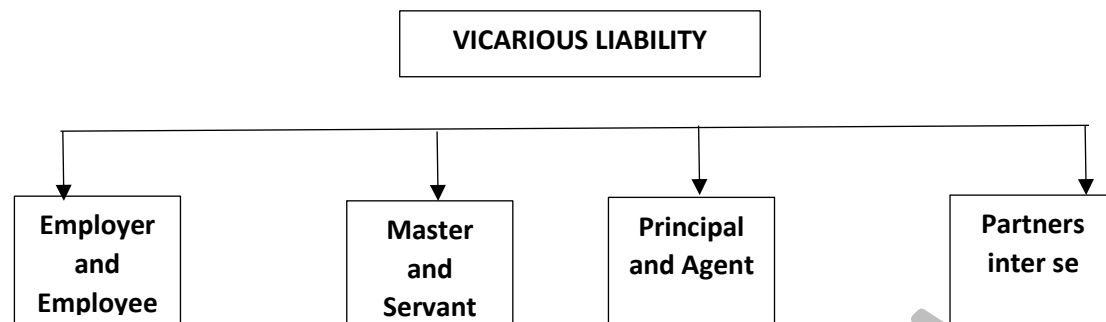 VICARIOUS LIABILITY
Employer
and
Employee
Master
and
Servant
Principal
and Agent
Partners
inter se